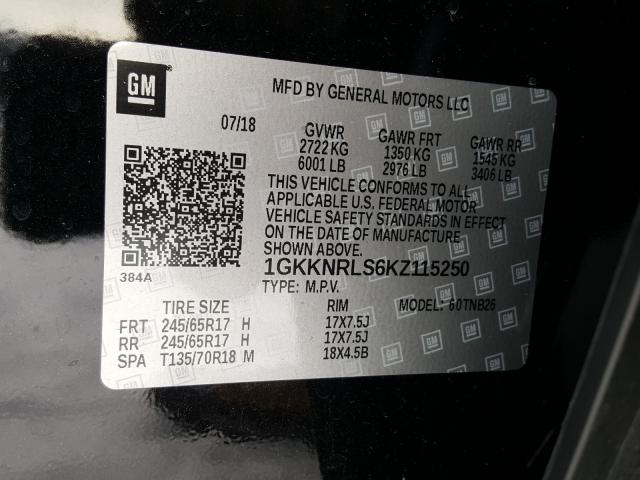 GM
MFD BY GENERAL MOTORS LLC
07/18
GVWR GAWR FRT GAWR RR
2722 KG 1350 KG 1545 KG
6001 LB 2976 LB 3406 LB
THIS VEHICLE CONFORMS TO ALL
APPLICABLE U.S. FEDERAL MOTOR
VEHICLE SAFETY STANDARDS IN EFFECT
ON THE DATE OF MANUFACTURE
SHOWN ABOVE.
384A
1GKKNRLS6KZ115250
TYPE: M.P.V. MODEL: 60TNB26
TIRE SIZE RIM
FRT 245/65R17 H 17X7.5J
RR 245/65R17 H 17X7.5J
SPA T135/70R18 M 18X4.5B